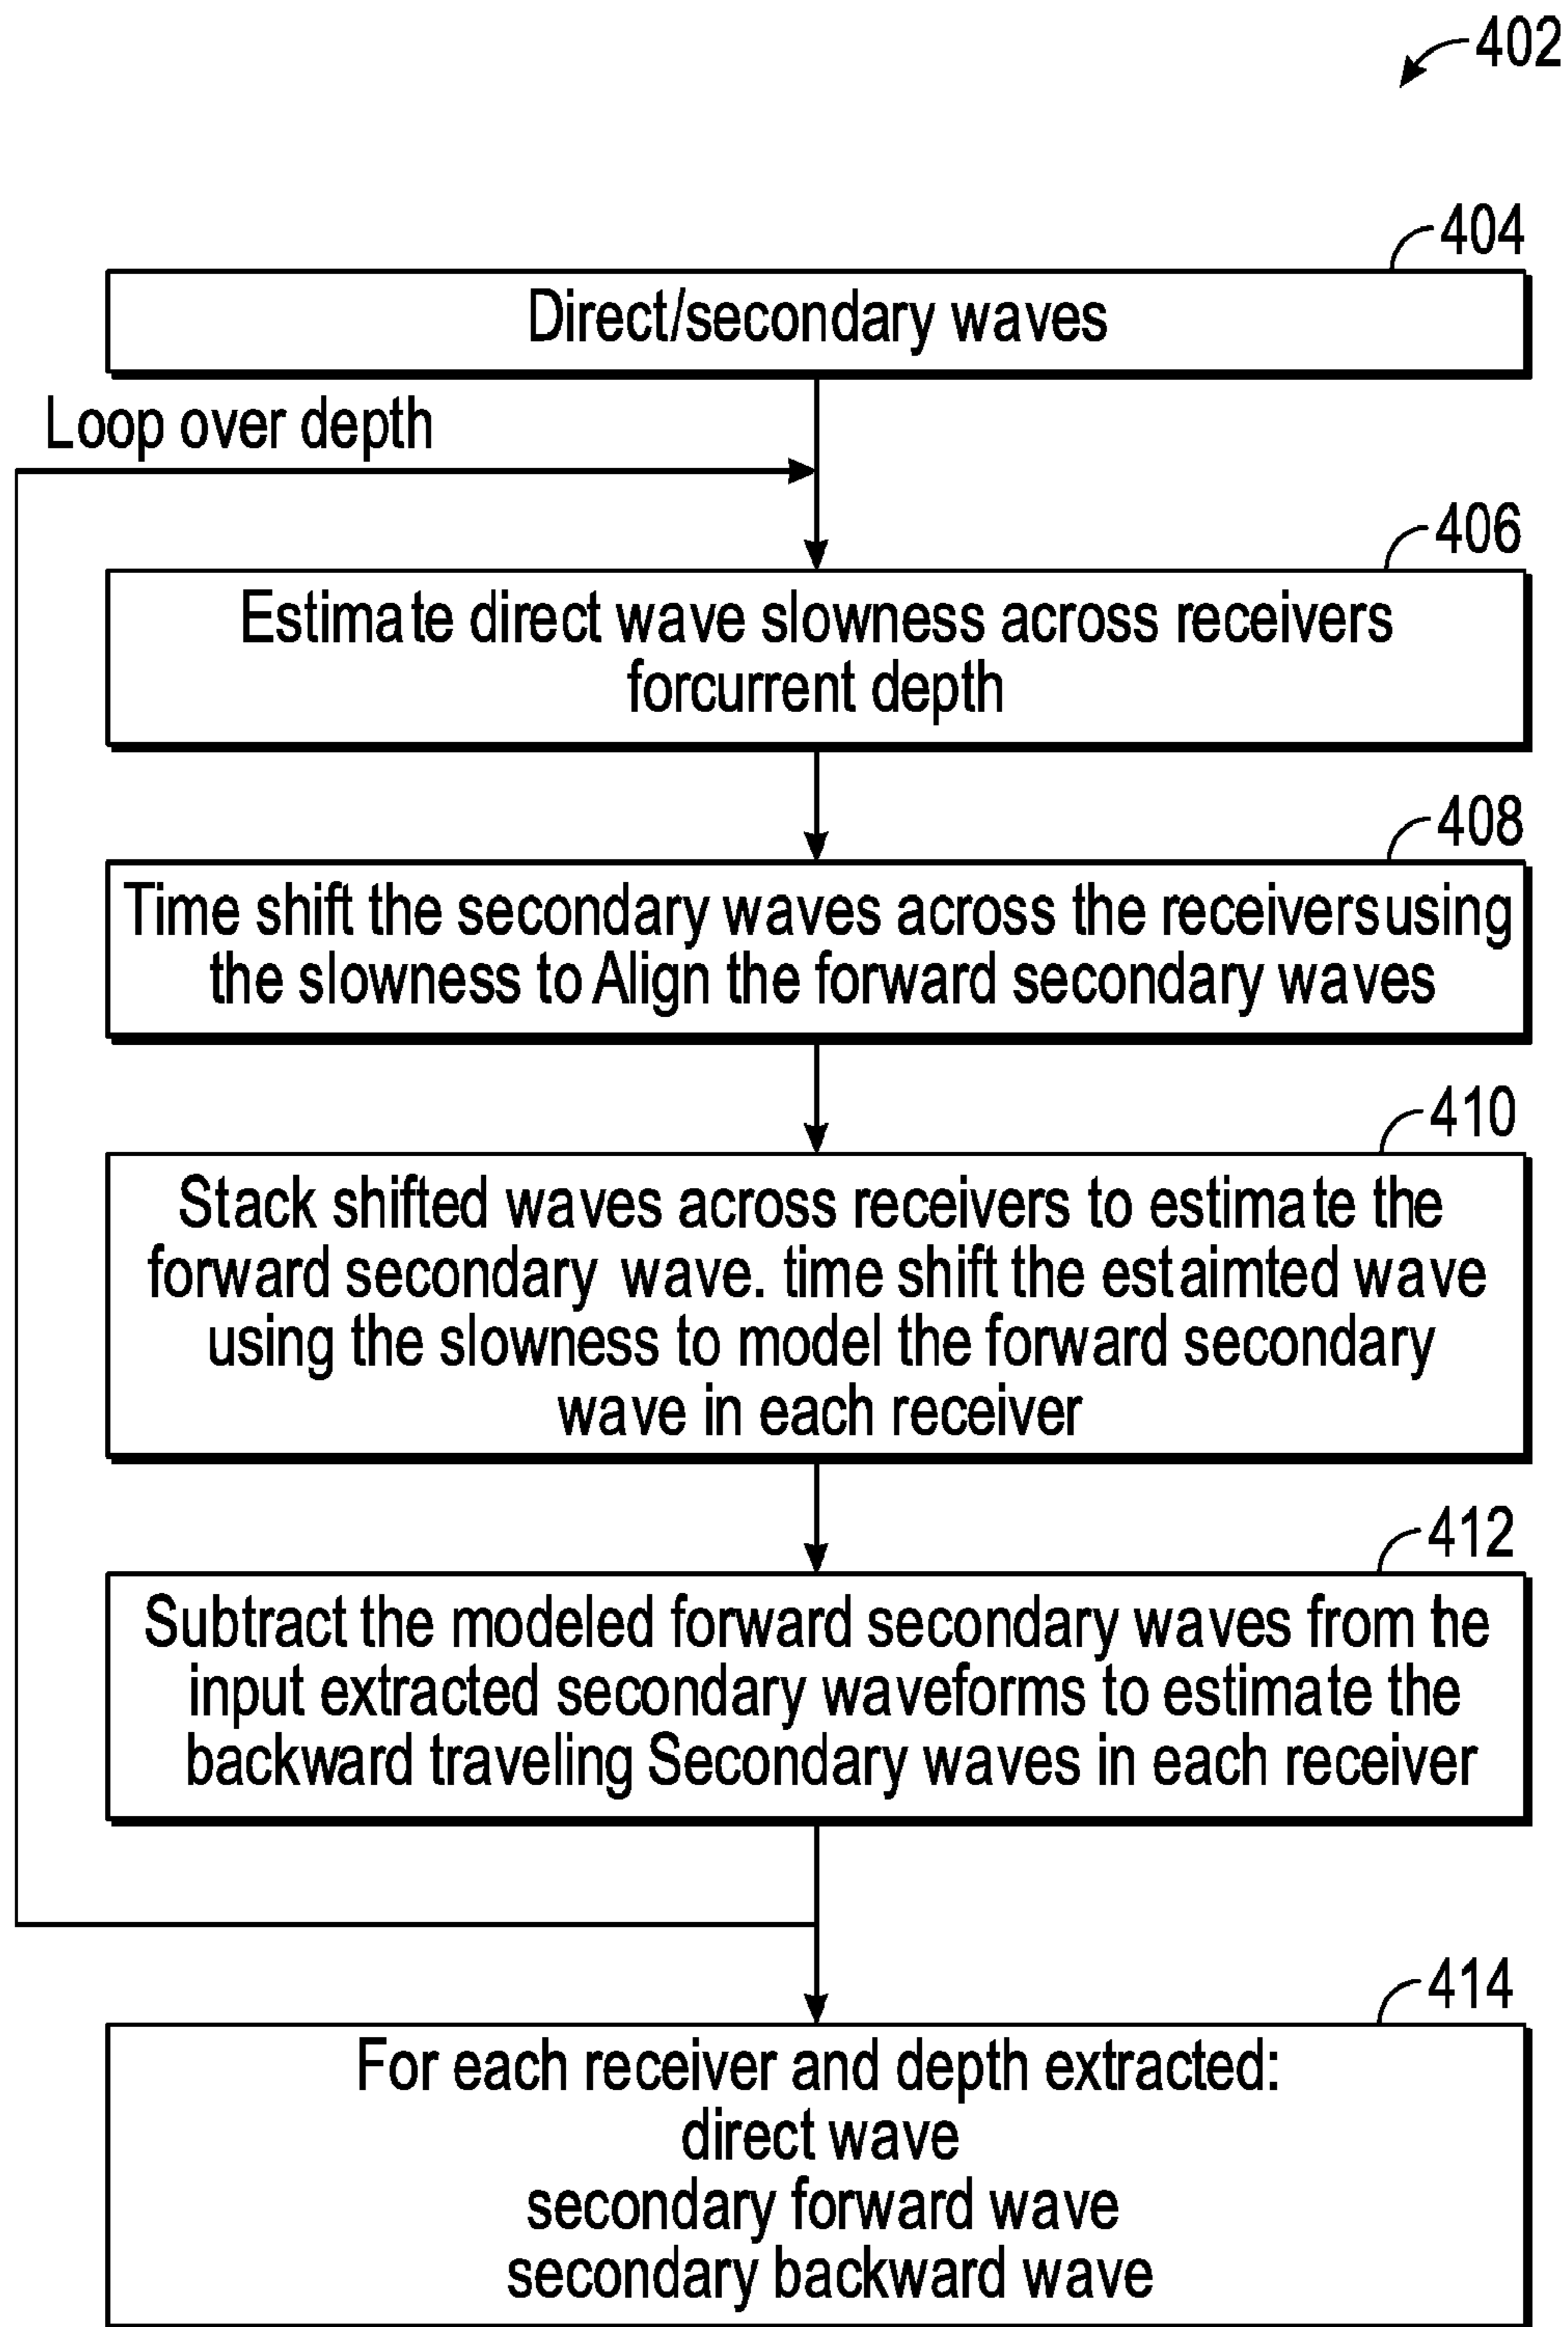 402
404
Direct/secondary waves
Loop over depth
406
Estimate direct wave slowness across receivers
forcurrent depth
408
Time shift the secondary waves across the receiversusing
the slowness to Align the forward secondary waves
410
Stack shifted waves across receivers to estimate the
forward secondary wave. time shift the estaimted wave
using the slowness to model the forward secondary
wave in each receiver
412
Subtract the modeled forward secondary waves from the
input extracted secondary waveforms to estimate the
backward traveling Secondary waves in each receiver
414
For each receiver and depth extracted:
direct wave
secondary forward wave
secondary backward wave